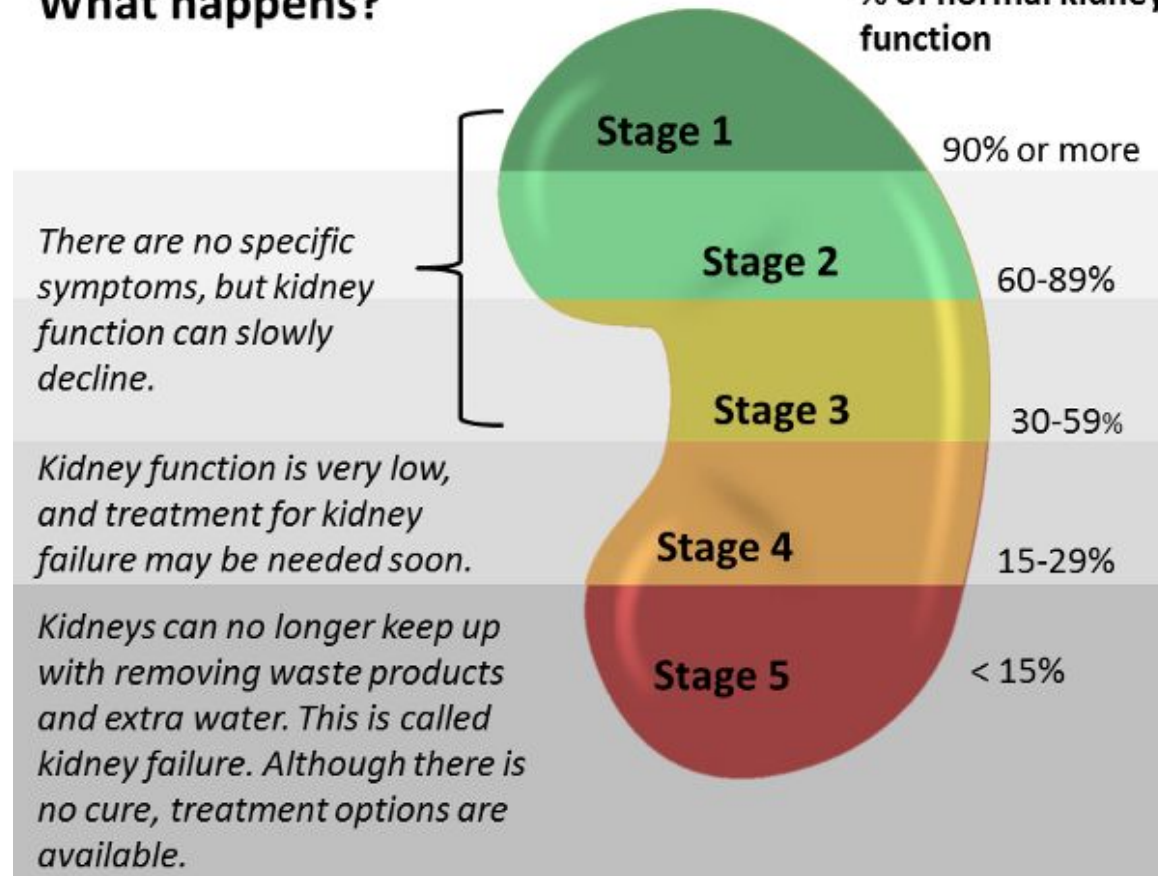 What happens?
% of normal kidney
function
Stage 1
90% or more
There are no specific
symptoms, but kidney
function can slowly
decline.
Stage 2
60-89%
Stage 3
30-59%
Kidney function is very low,
and treatment for kidney
failure may be needed soon.
Stage 4
15-29%
Kidneys can no longer keep up
with removing waste products
and extra water. This is called
kidney failure. Although there is
no cure, treatment options are
available.
Stage 5
< 15%